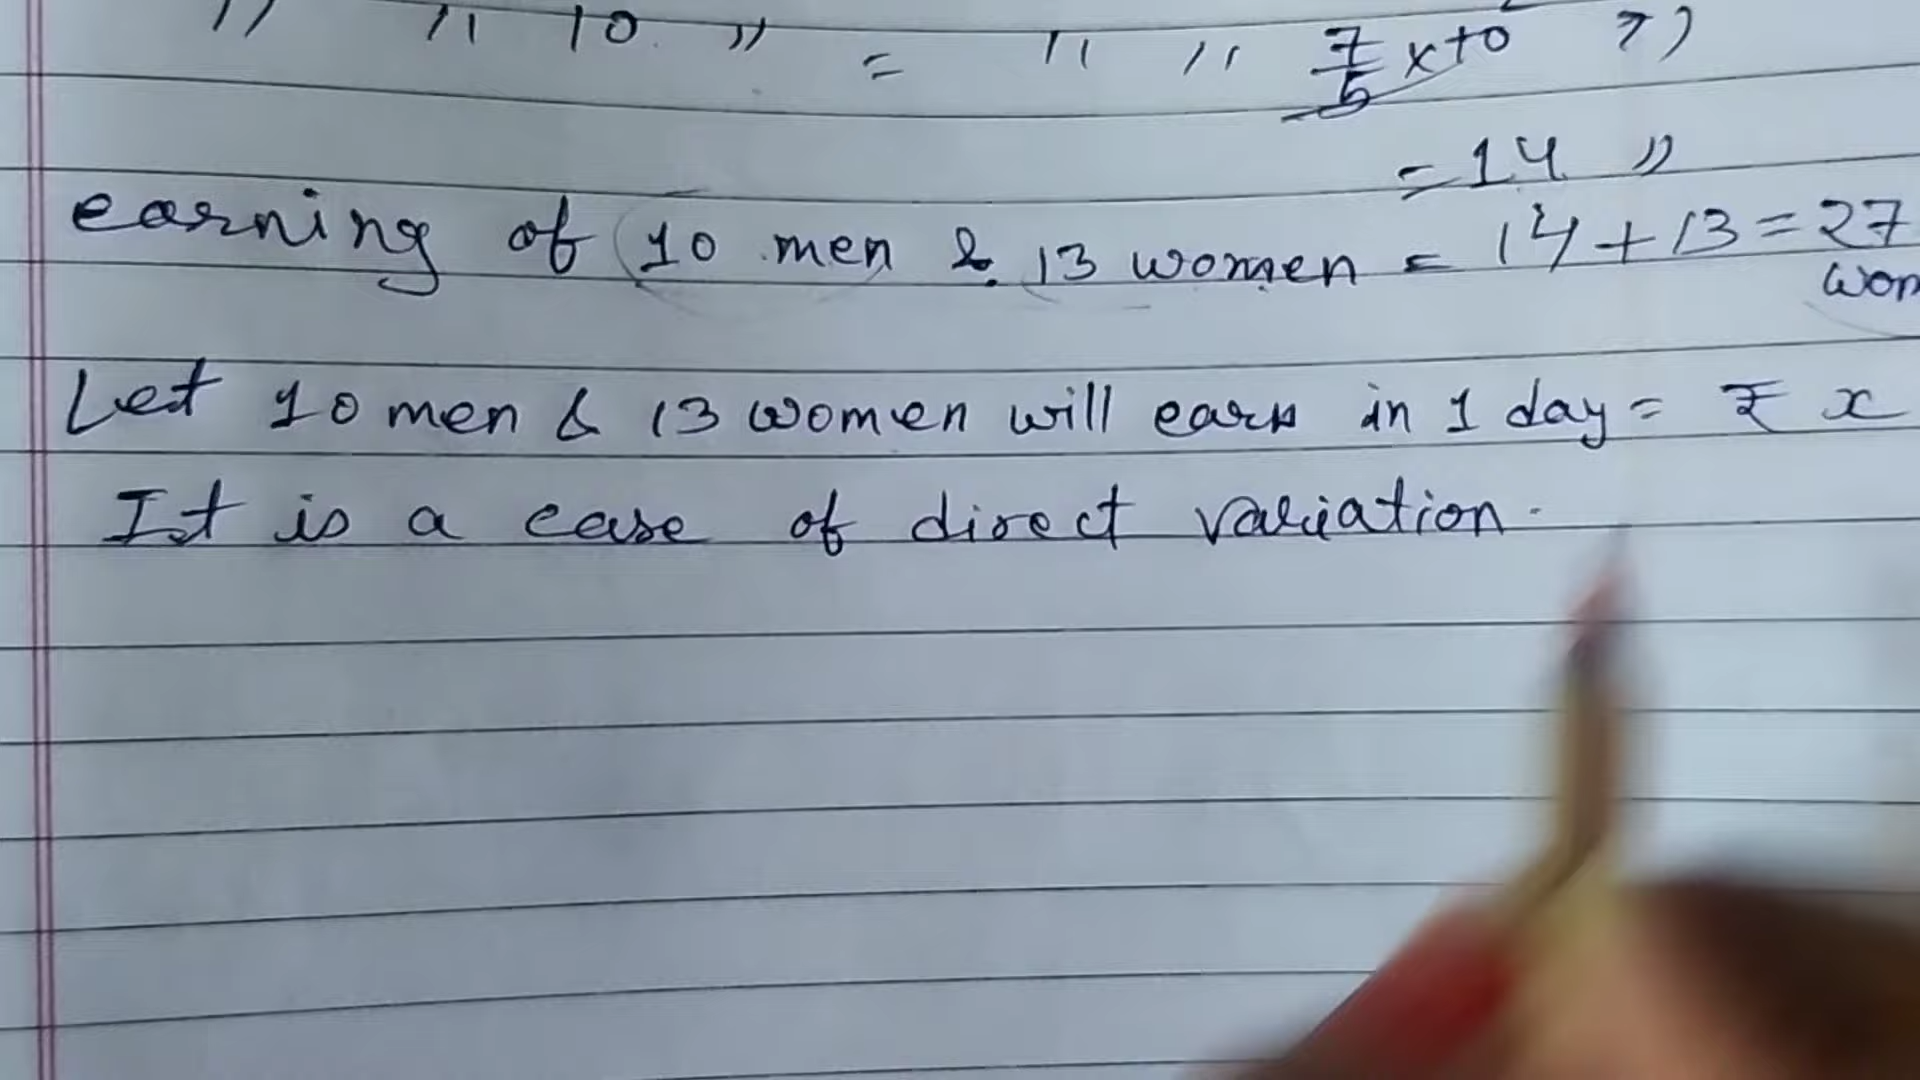 " " 10 " = " " 7/5 x 10 "
= 14 "
earning of 10 men & 13 women = 14 + 13 = 27
wom
Let 10 men & 13 women will earn in 1 day = ₹ x
It is a case of direct variation.